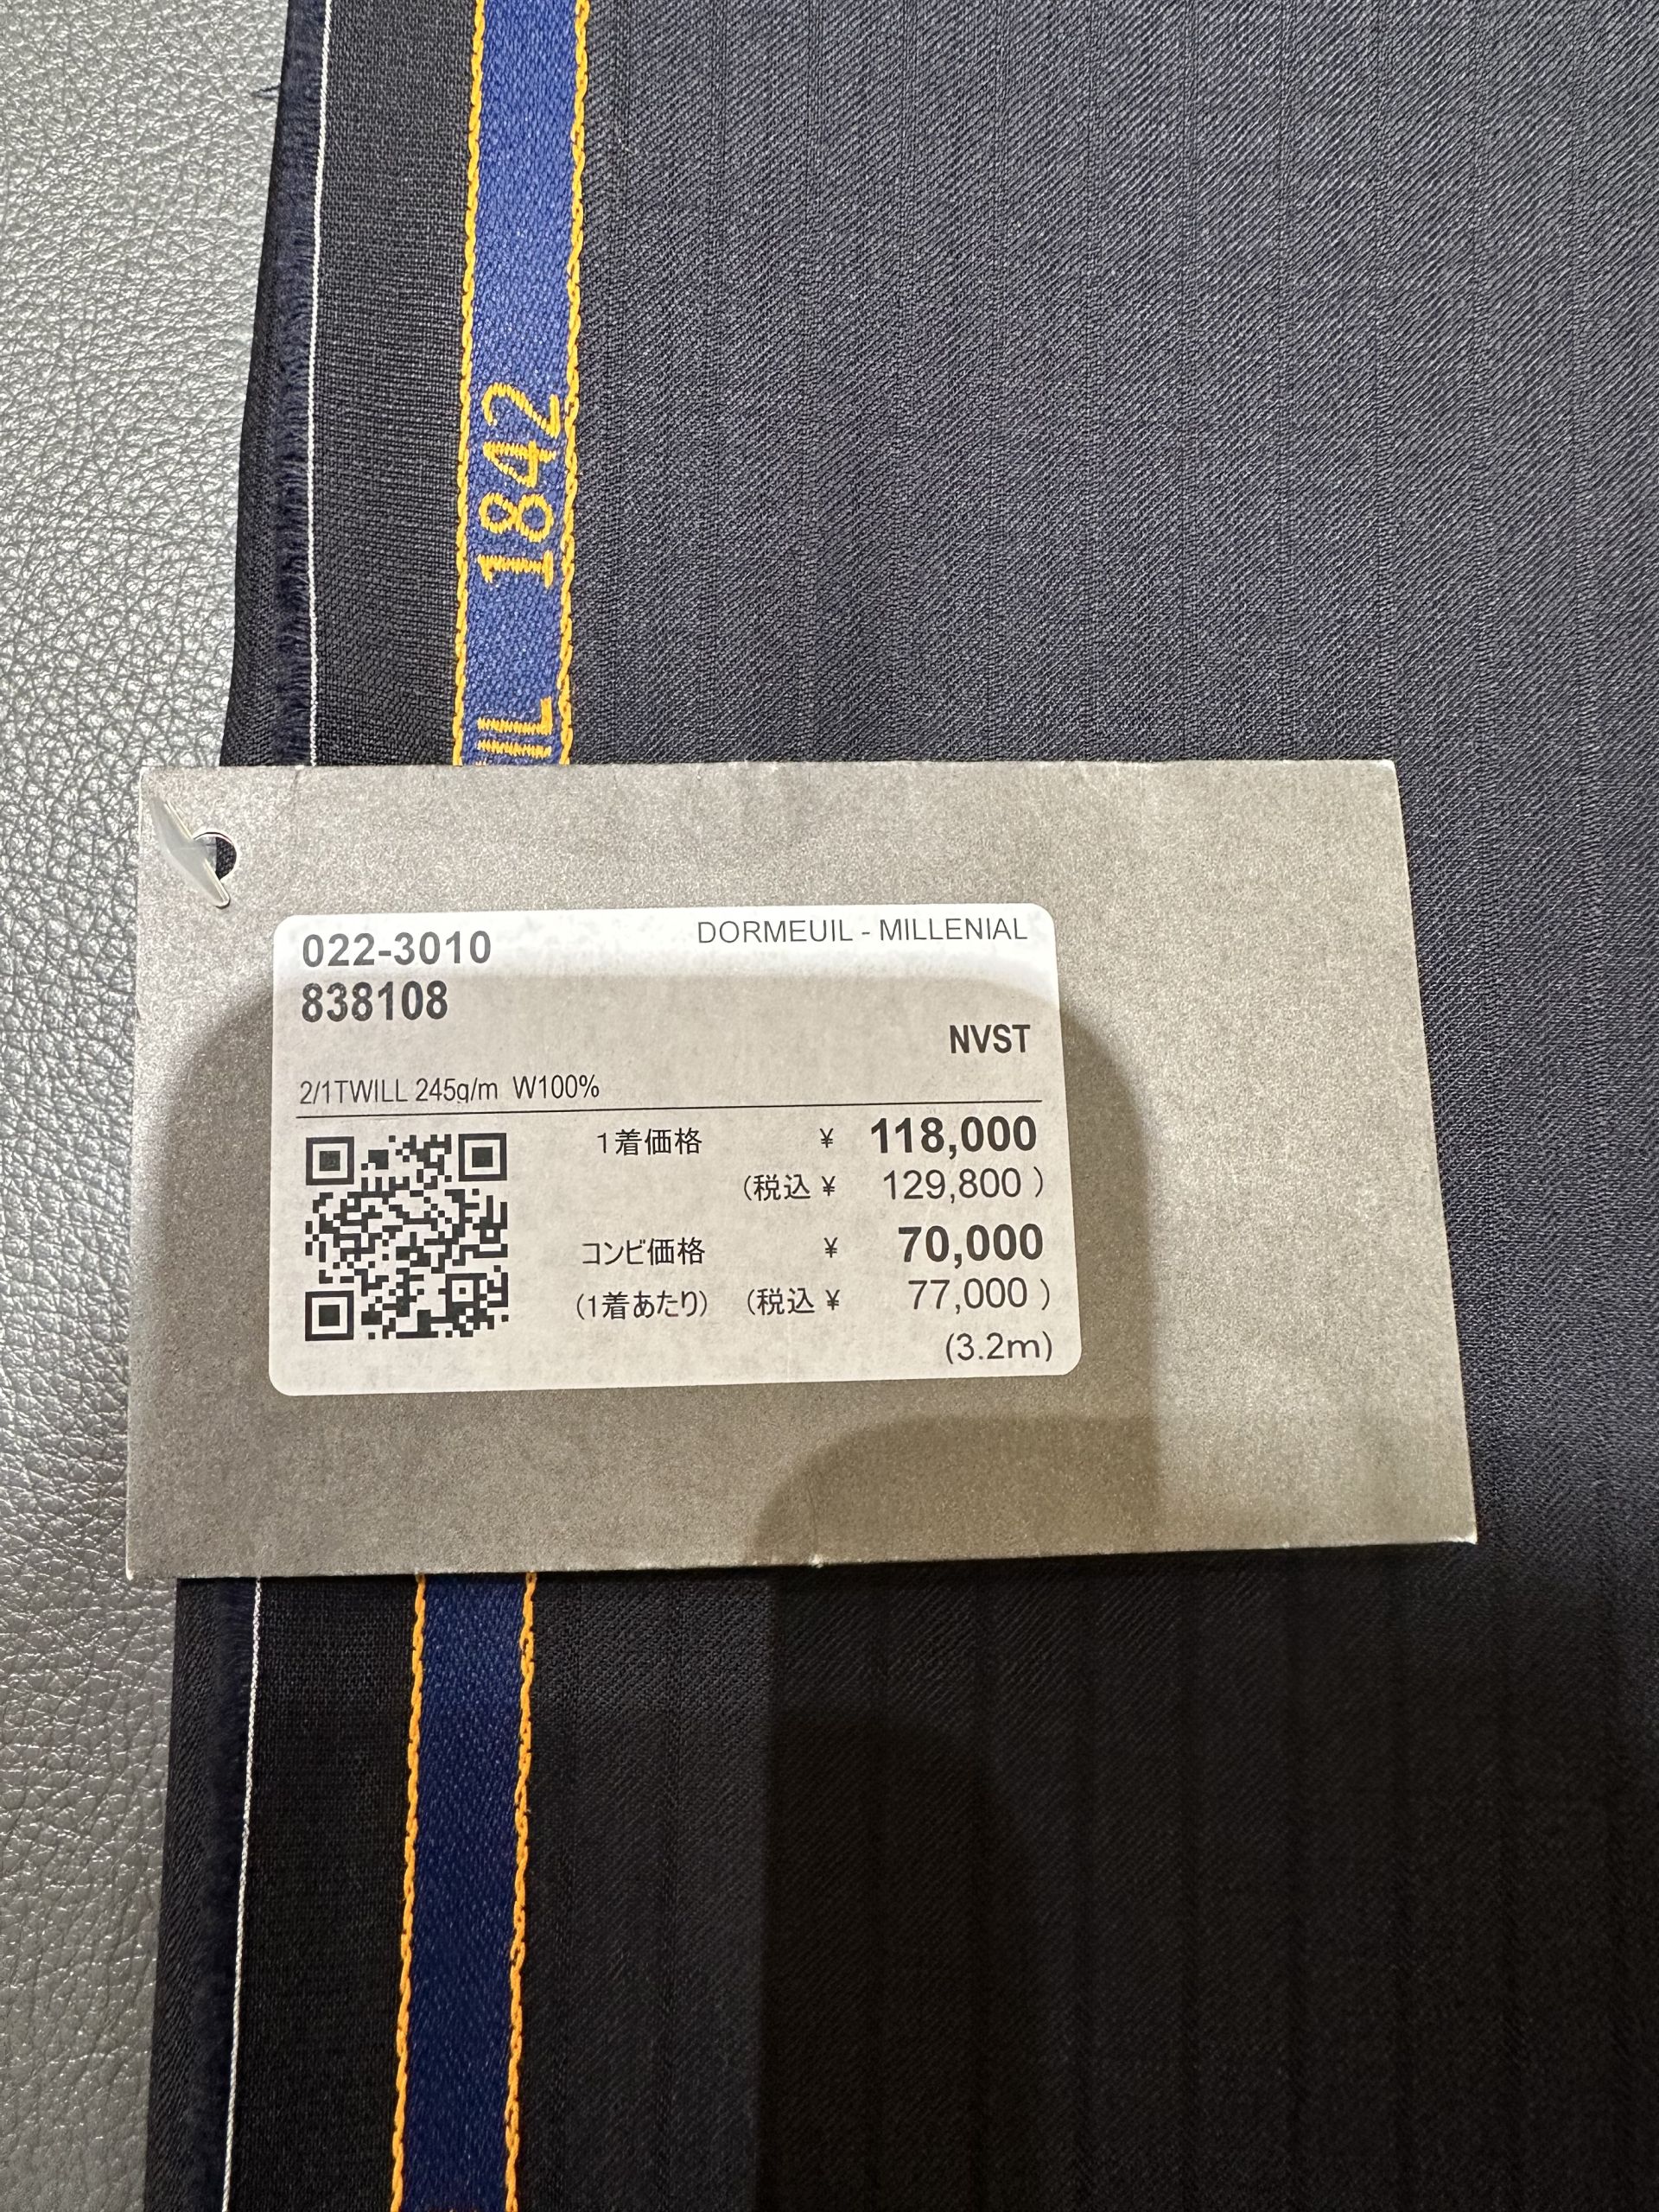 1842
IL
022-3010
DORMEUIL - MILLENIAL
838108
NVST
2/1TWILL 245g/m W100%
1着価格 ¥ 118,000
(税込 ¥ 129,800 )
コンビ価格 ¥ 70,000
(1着あたり) (税込 ¥ 77,000 )
(3.2m)